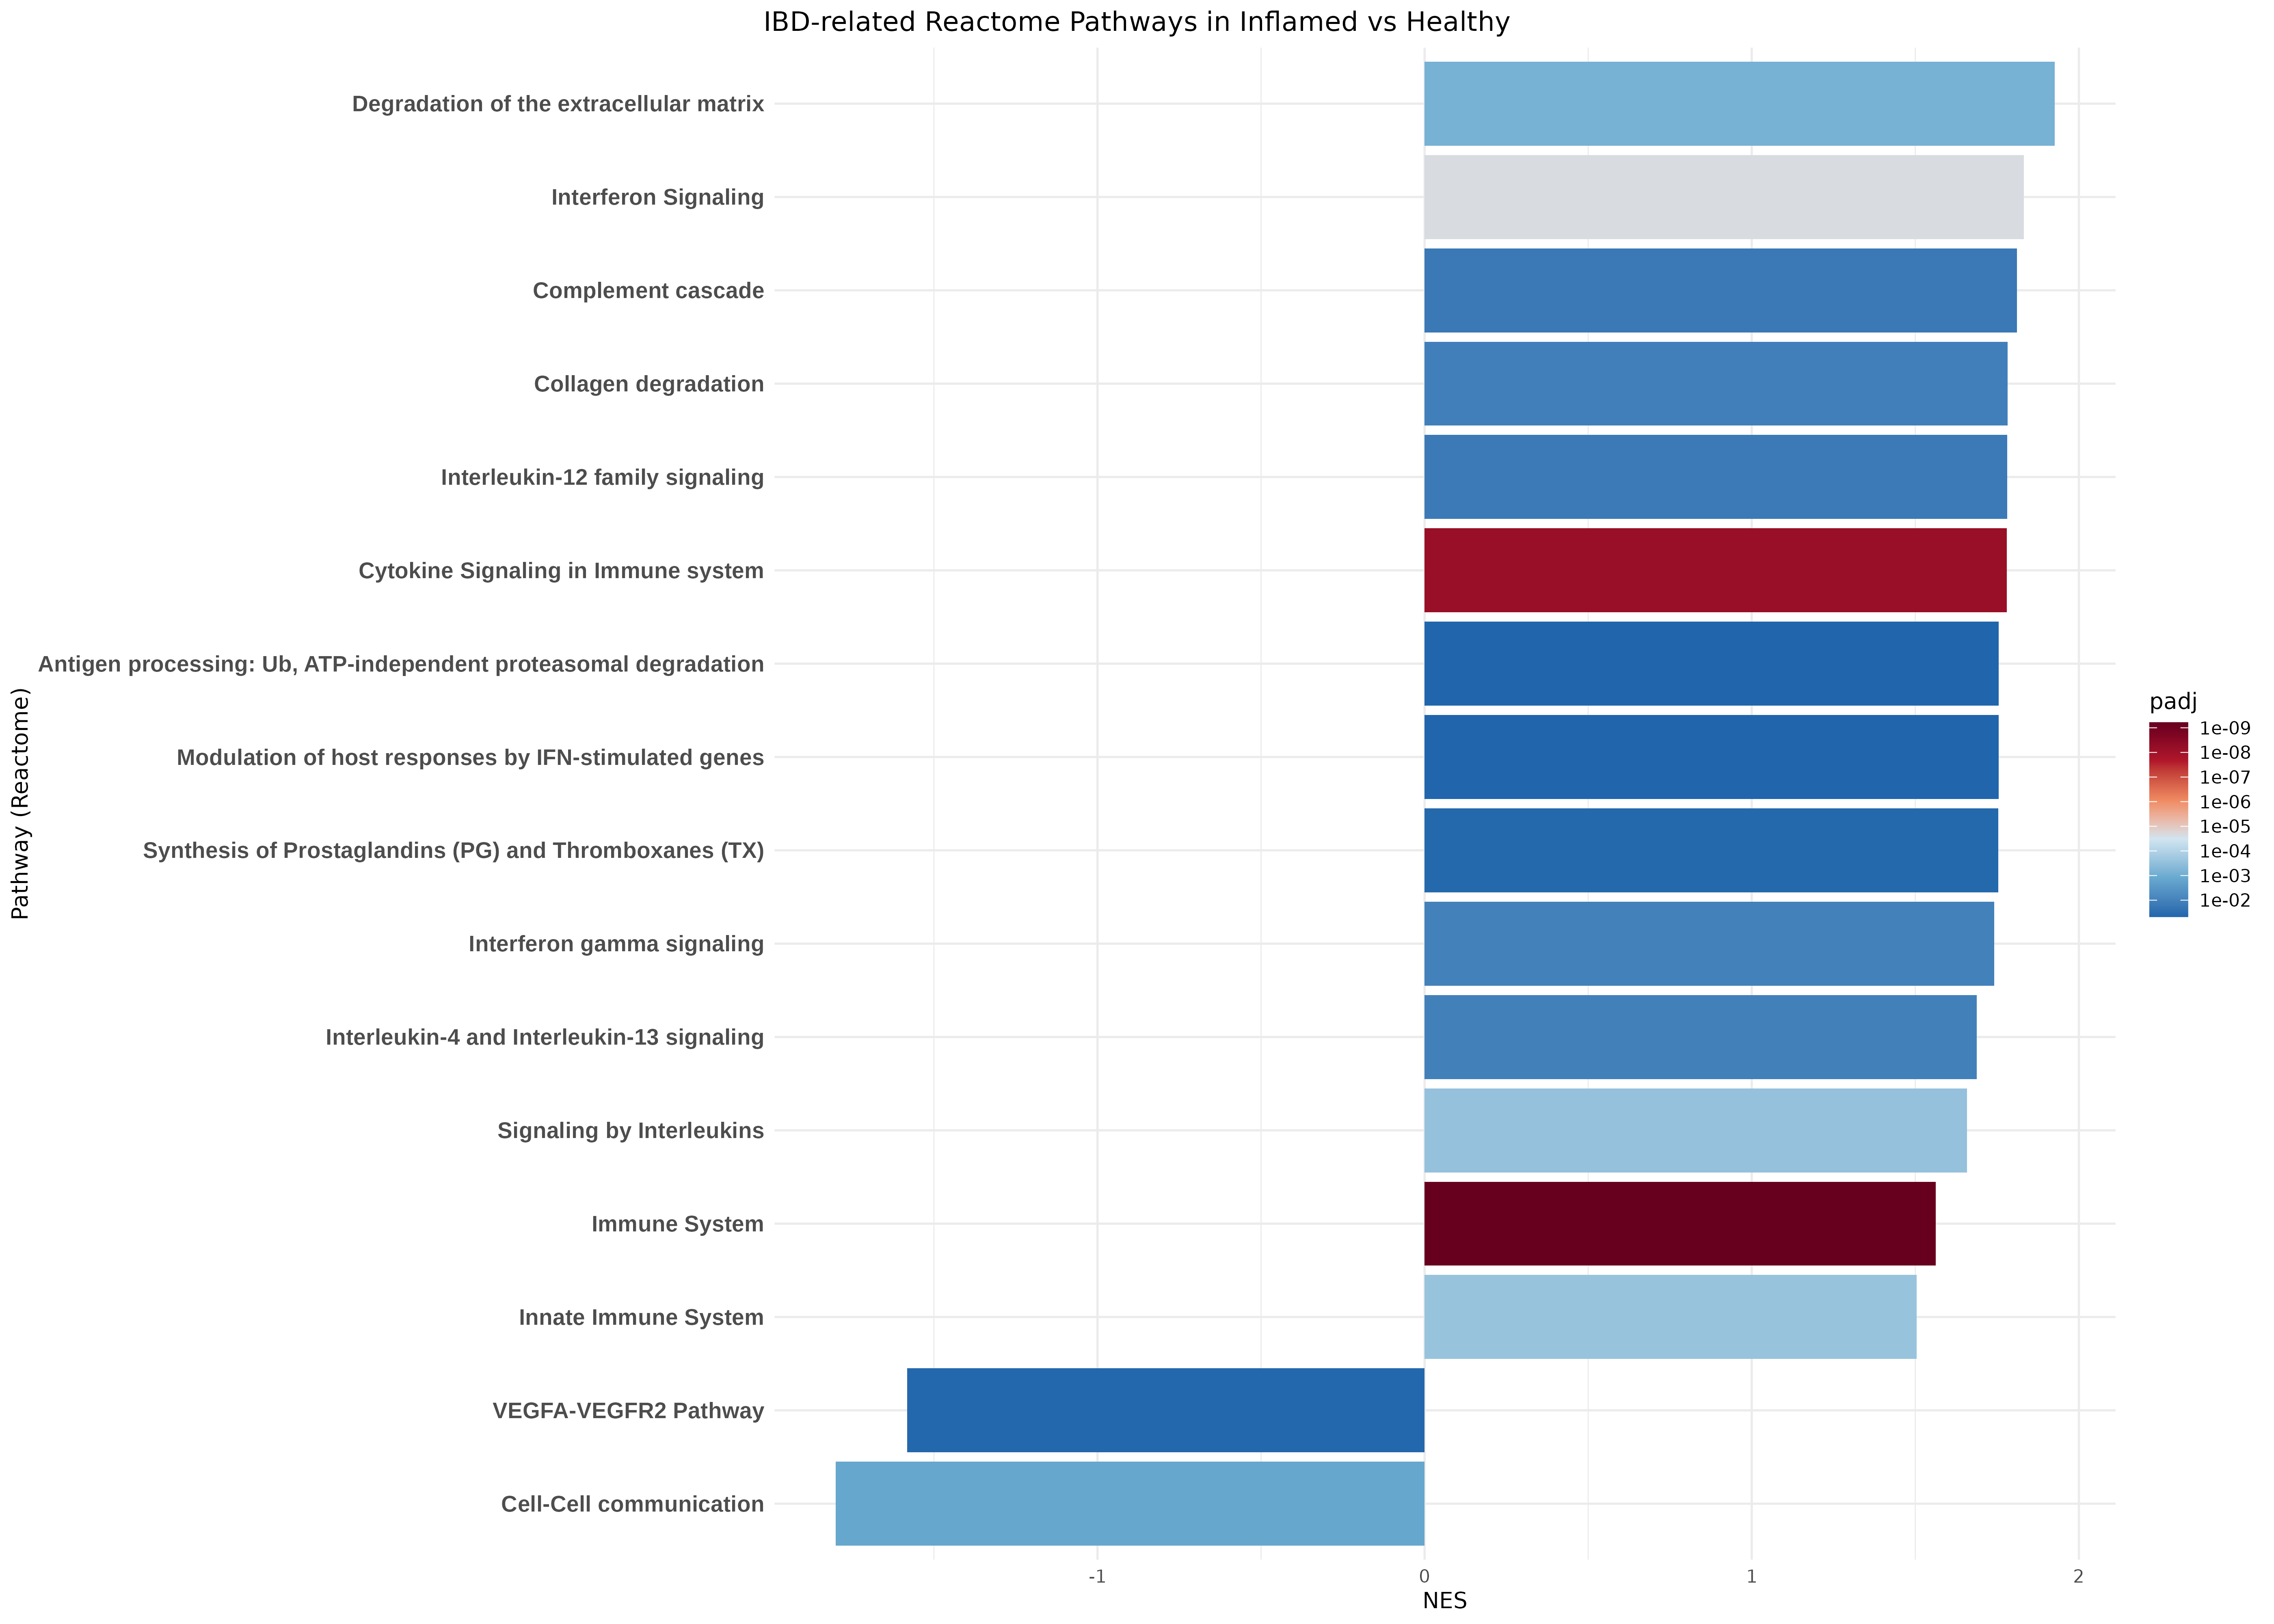 IBD-related Reactome Pathways in Inflamed vs Healthy
Pathway (Reactome)
Degradation of the extracellular matrix
Interferon Signaling
Complement cascade
Collagen degradation
Interleukin-12 family signaling
Cytokine Signaling in Immune system
Antigen processing: Ub, ATP-independent proteasomal degradation
Modulation of host responses by IFN-stimulated genes
Synthesis of Prostaglandins (PG) and Thromboxanes (TX)
Interferon gamma signaling
Interleukin-4 and Interleukin-13 signaling
Signaling by Interleukins
Immune System
Innate Immune System
VEGFA-VEGFR2 Pathway
Cell-Cell communication
-1 0 1 2
NES
padj
1e-09
1e-08
1e-07
1e-06
1e-05
1e-04
1e-03
1e-02